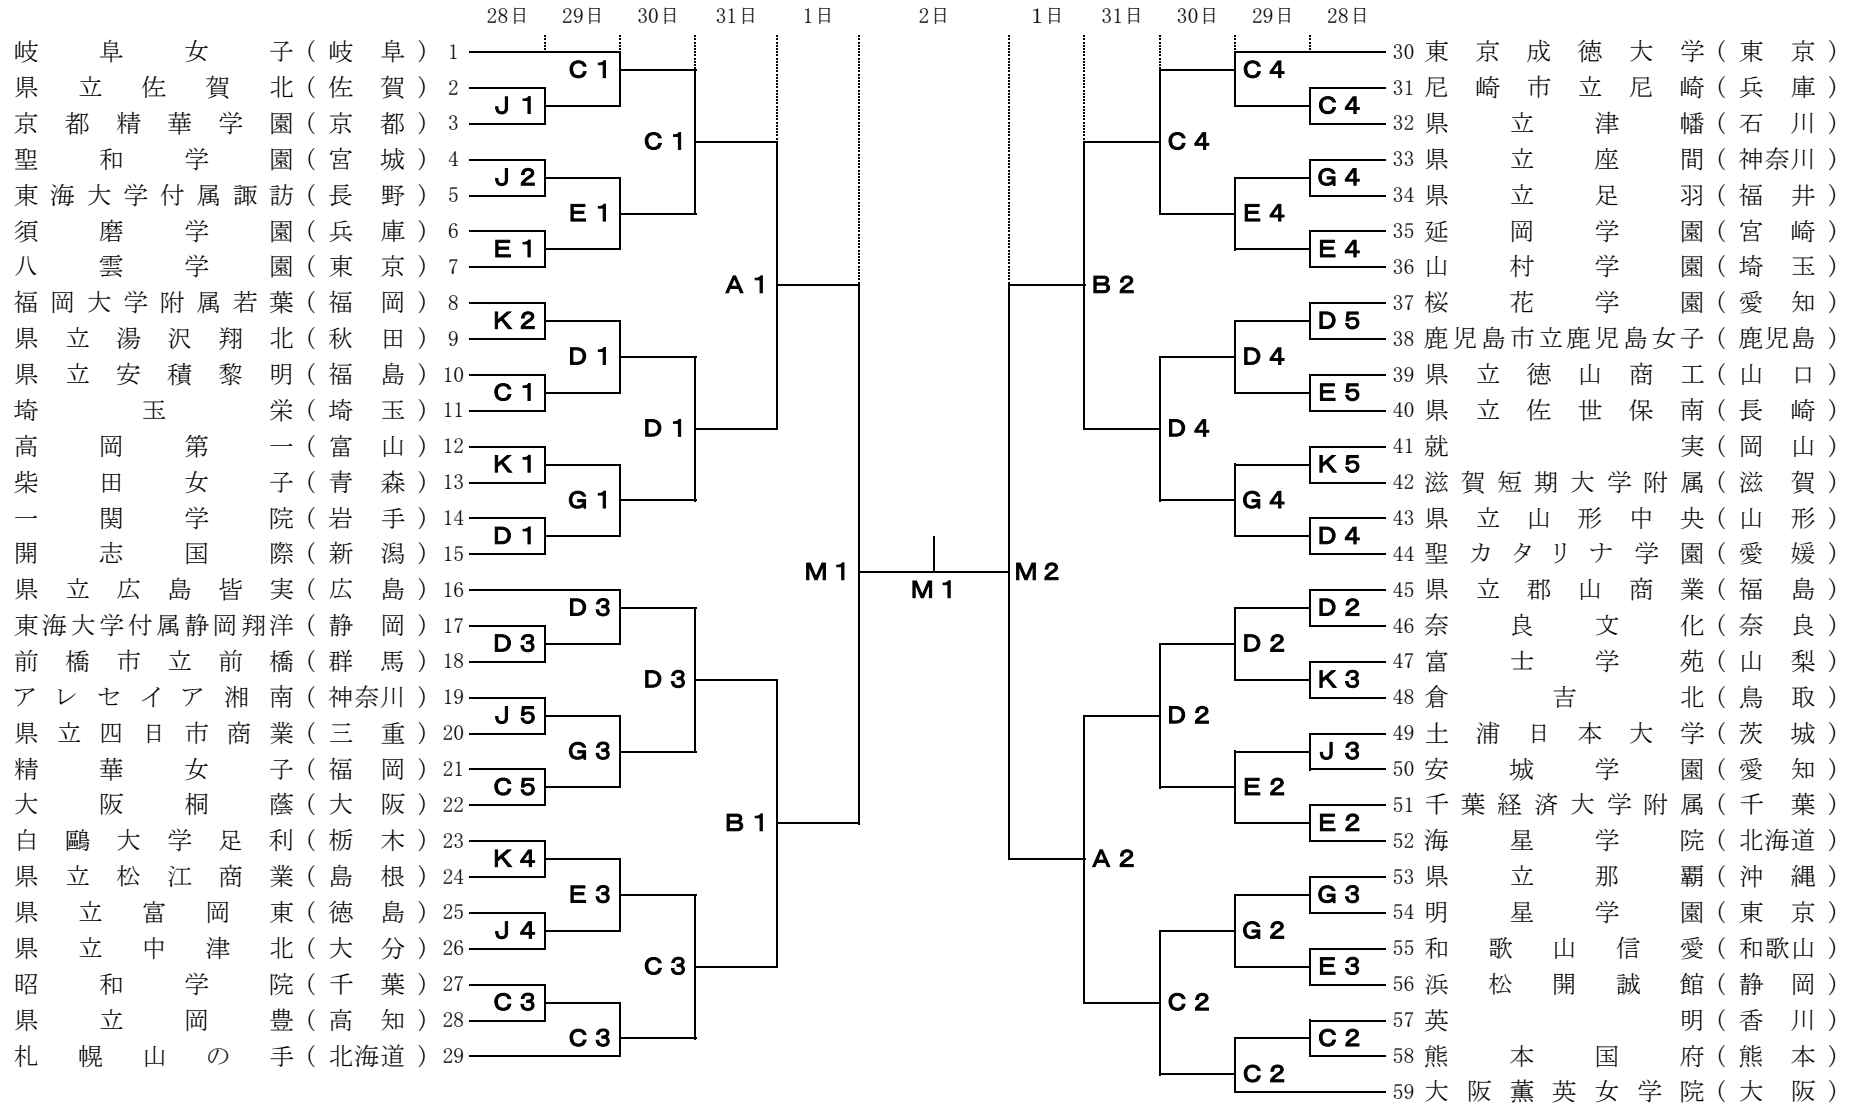 28日 29日 30日 31日 1日 2日 1日 31日 30日 29日 28日
岐阜女子(岐阜) 1
県立佐賀北(佐賀) 2
京都精華学園(京都) 3
聖和学園(宮城) 4
東海大学付属諏訪(長野) 5
須磨学園(兵庫) 6
八雲学園(東京) 7
福岡大学附属若葉(福岡) 8
県立湯沢翔北(秋田) 9
県立安積黎明(福島) 10
埼玉栄(埼玉) 11
高岡第一(富山) 12
柴田女子(青森) 13
一関学院(岩手) 14
開志国際(新潟) 15
県立広島皆実(広島) 16
東海大学付属静岡翔洋(静岡) 17
前橋市立前橋(群馬) 18
アレセイア湘南(神奈川) 19
県立四日市商業(三重) 20
精華女子(福岡) 21
大阪桐蔭(大阪) 22
白鷗大学足利(栃木) 23
県立松江商業(島根) 24
県立富岡東(徳島) 25
県立中津北(大分) 26
昭和学院(千葉) 27
県立岡豊(高知) 28
札幌山の手(北海道) 29
J1
J2
E1
K2
C1
K1
D1
D3
J5
C5
K4
J4
C3
C1
E1
D1
G1
D3
G3
E3
C3
C1
D1
D3
C3
A1
B1
M1
M1
M2
B2
A2
C4
D4
D2
C2
C4
E4
D4
G4
D2
E2
G2
C2
C4
G4
E4
D5
E5
K5
D4
D2
K3
J3
E2
G3
E3
C2
30 東京成徳大学(東京)
31 尼崎市立尼崎(兵庫)
32 県立津幡(石川)
33 県立座間(神奈川)
34 県立足羽(福井)
35 延岡学園(宮崎)
36 山村学園(埼玉)
37 桜花学園(愛知)
38 鹿児島市立鹿児島女子(鹿児島)
39 県立徳山商工(山口)
40 県立佐世保南(長崎)
41 就実(岡山)
42 滋賀短期大学附属(滋賀)
43 県立山形中央(山形)
44 聖カタリナ学園(愛媛)
45 県立郡山商業(福島)
46 奈良文化(奈良)
47 富士学苑(山梨)
48 倉吉北(鳥取)
49 土浦日本大学(茨城)
50 安城学園(愛知)
51 千葉経済大学附属(千葉)
52 海星学院(北海道)
53 県立那覇(沖縄)
54 明星学園(東京)
55 和歌山信愛(和歌山)
56 浜松開誠館(静岡)
57 英明(香川)
58 熊本国府(熊本)
59 大阪薫英女学院(大阪)